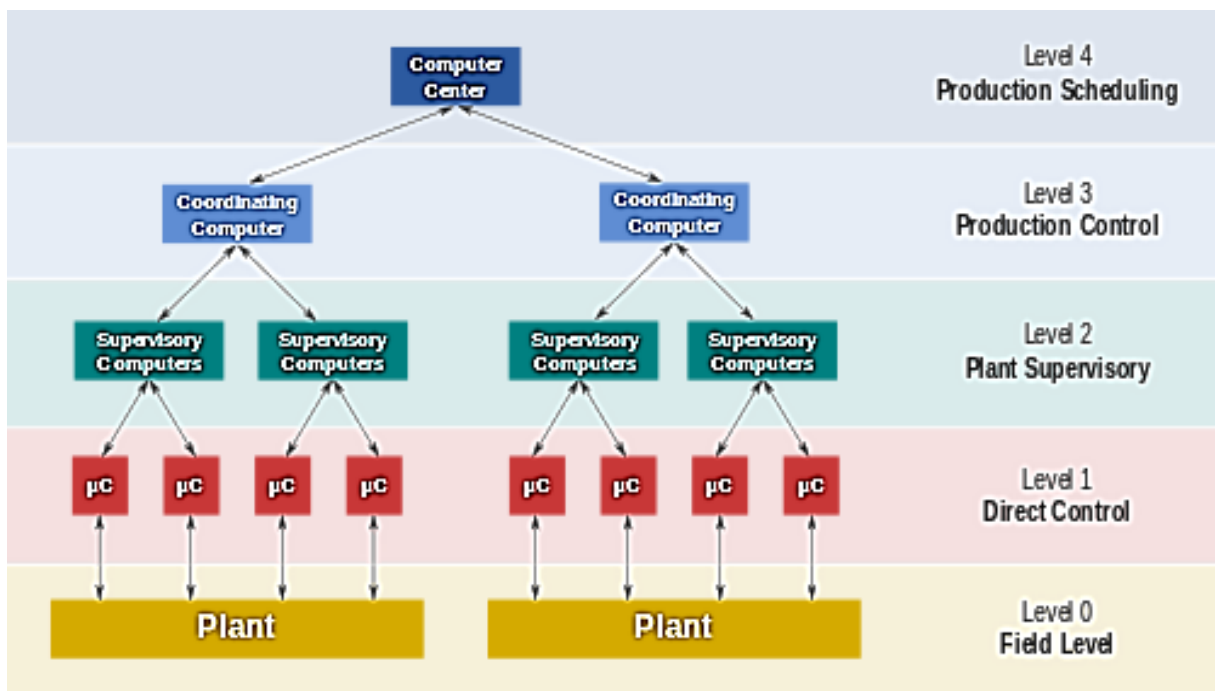 Computer
Center
Level 4
Production Scheduling
Coordinating
Computer
Coordinating
Computer
Level 3
Production Control
Supervisory
Computers
Supervisory
Computers
Supervisory
Computers
Supervisory
Computers
Level 2
Plant Supervisory
µC
µC
µC
µC
µC
µC
µC
µC
Level 1
Direct Control
Plant
Plant
Level 0
Field Level